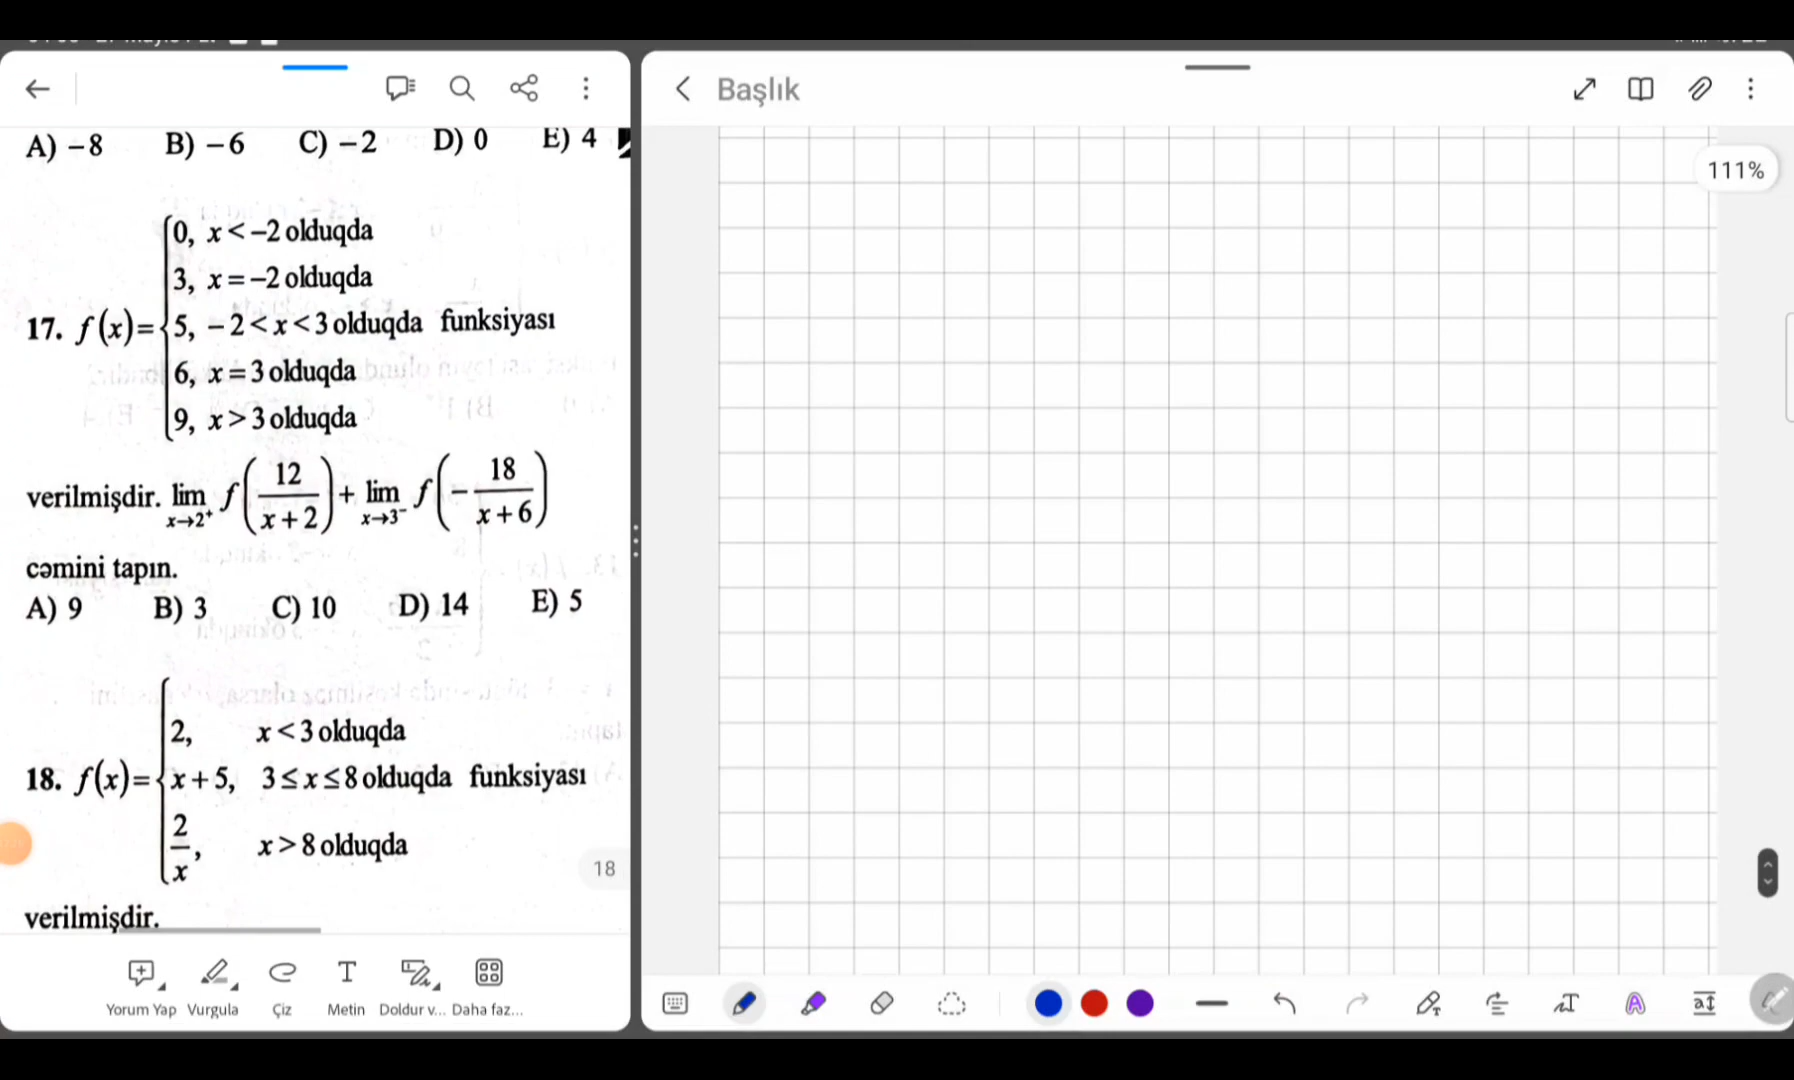 A) −8 B) −6 C) −2 D) 0 E) 4
17. f(x)= {0, x<−2 olduqda
3, x=−2 olduqda
5, −2<x<3 olduqda funksiyası
6, x=3 olduqda
9, x>3 olduqda
verilmişdir. lim x→2⁺ f(12/(x+2)) + lim x→3⁻ f(−18/(x+6))
cəmini tapın.
A) 9 B) 3 C) 10 D) 14 E) 5
18. f(x)= {2, x<3 olduqda
x+5, 3≤x≤8 olduqda funksiyası
2/x, x>8 olduqda
verilmişdir.
18
Yorum Yap Vurgula Çiz Metin Doldur v... Daha faz...
Başlık
111%